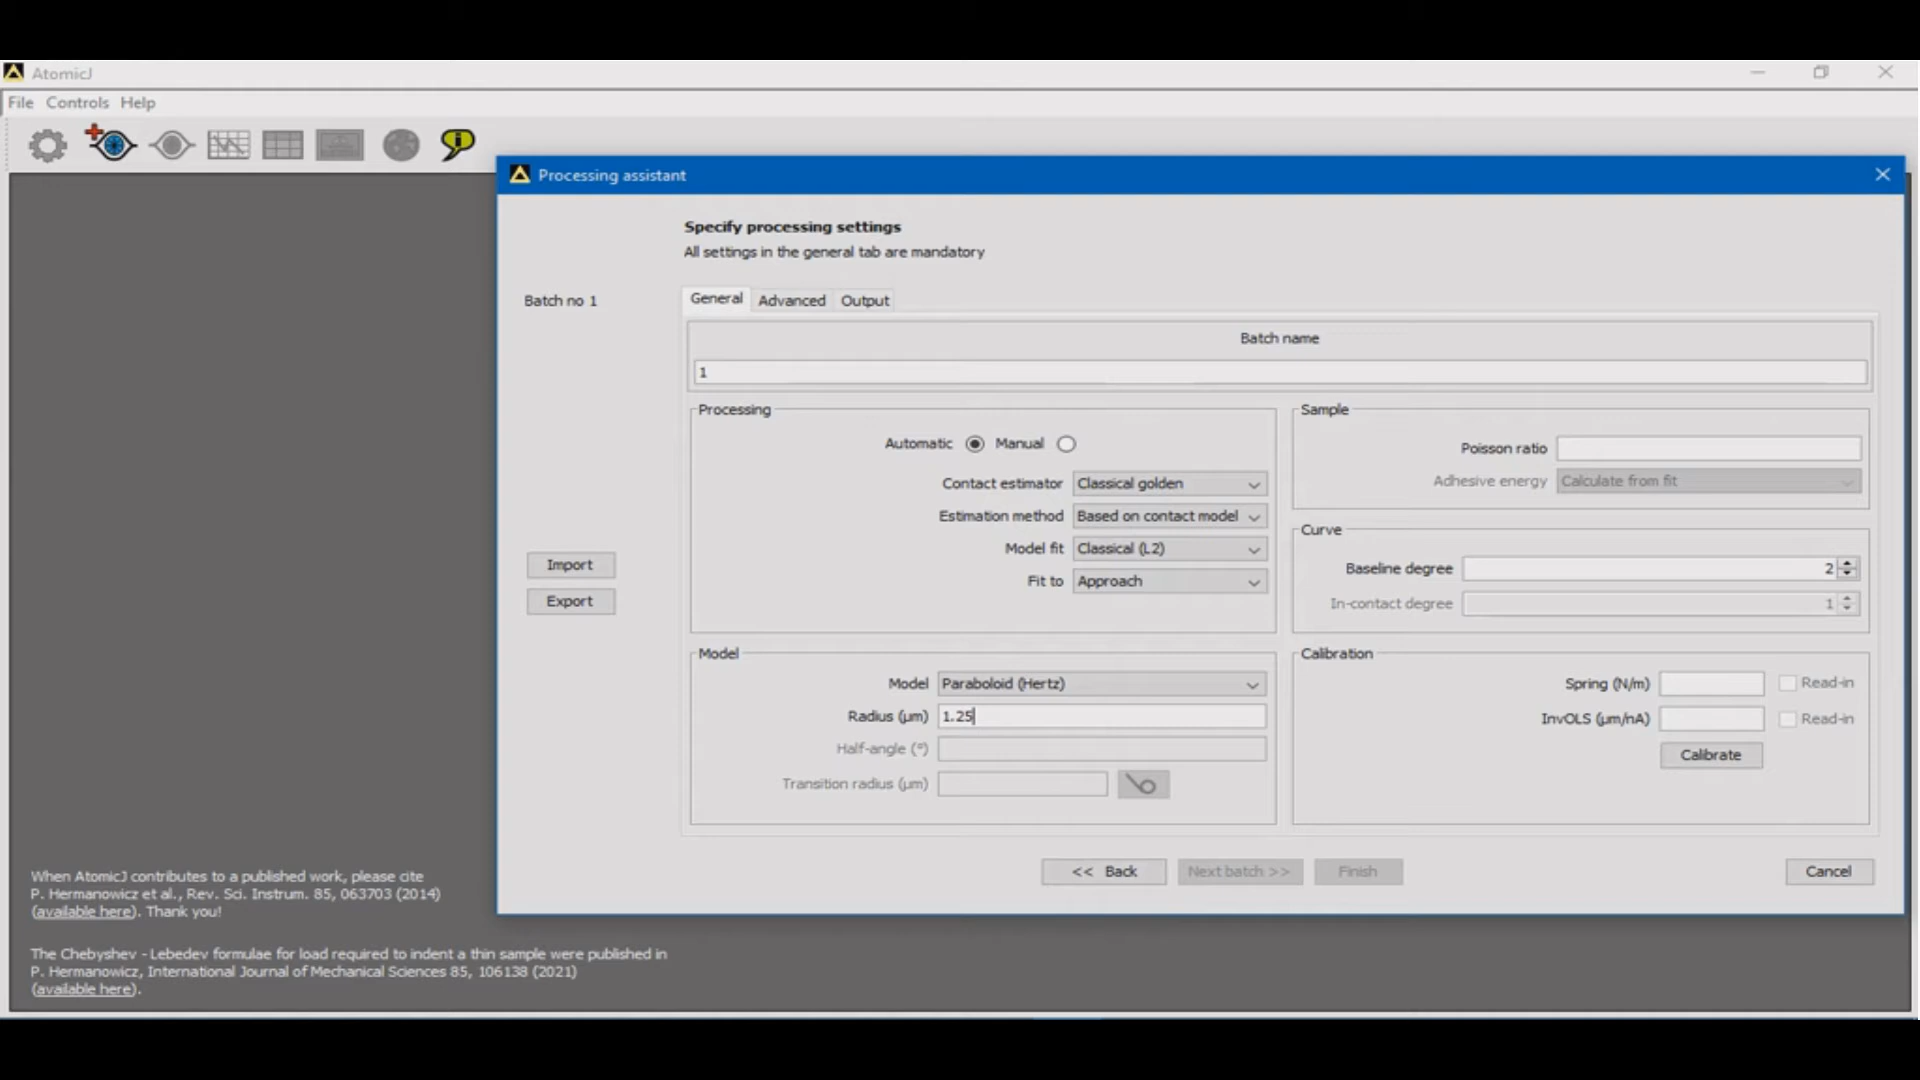 AtomicJ
File Controls Help
Processing assistant
Specify processing settings
All settings in the general tab are mandatory
Batch no 1
General Advanced Output
Batch name
1
Processing
Automatic Manual
Contact estimator Classical golden
Estimation method Based on contact model
Model fit Classical (L2)
Fit to Approach
Sample
Poisson ratio
Adhesive energy Calculate from fit
Curve
Baseline degree 2
In-contact degree 1
Import
Export
Model
Model Paraboloid (Hertz)
Radius (µm) 1.25
Half-angle (°)
Transition radius (µm)
Calibration
Spring (N/m) Read-in
InvOLS (µm/nA) Read-in
Calibrate
<< Back Next batch >> Finish Cancel
When AtomicJ contributes to a published work, please cite
P. Hermanowicz et al., Rev. Sci. Instrum. 85, 063703 (2014)
(available here). Thank you!
The Chebyshev - Lebedev formulae for load required to indent a thin sample were published in
P. Hermanowicz, International Journal of Mechanical Sciences 85, 106138 (2021)
(available here).